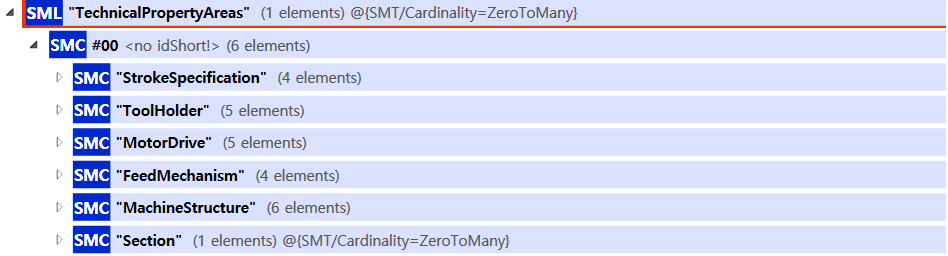 SML "TechnicalPropertyAreas" (1 elements) @{SMT/Cardinality=ZeroToMany}
SMC #00 <no idShort!> (6 elements)
SMC "StrokeSpecification" (4 elements)
SMC "ToolHolder" (5 elements)
SMC "MotorDrive" (5 elements)
SMC "FeedMechanism" (4 elements)
SMC "MachineStructure" (6 elements)
SMC "Section" (1 elements) @{SMT/Cardinality=ZeroToMany}